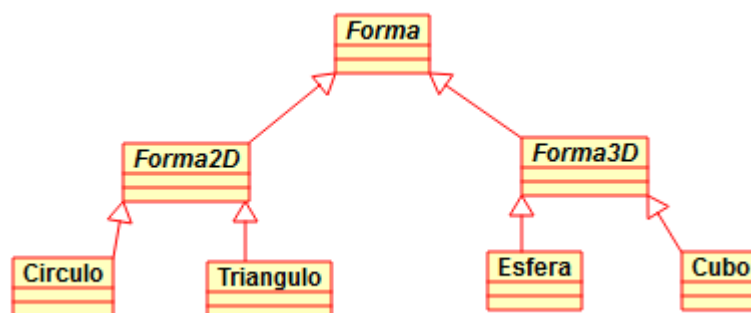 Forma
Forma2D
Forma3D
Circulo
Triangulo
Esfera
Cubo